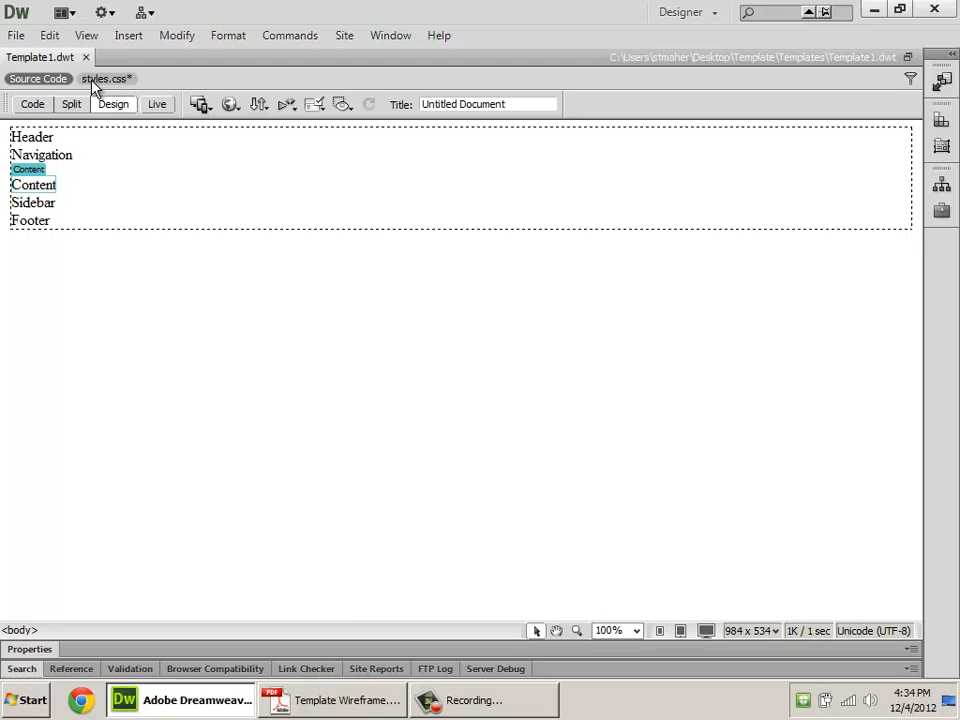 Dw
Designer
File Edit View Insert Modify Format Commands Site Window Help
Template1.dwt × C:\Users\stmaher\Desktop\Template\Templates\Template1.dwt
Source Code styles.css*
Code Split Design Live Title: Untitled Document
Header
Navigation
Content
Content
Sidebar
Footer
<body> 100% 984 x 534 1K / 1 sec Unicode (UTF-8)
Properties
Search Reference Validation Browser Compatibility Link Checker Site Reports FTP Log Server Debug
Start Dw Adobe Dreamweav... PDF Template Wireframe.... Recording... 4:34 PM
12/4/2012